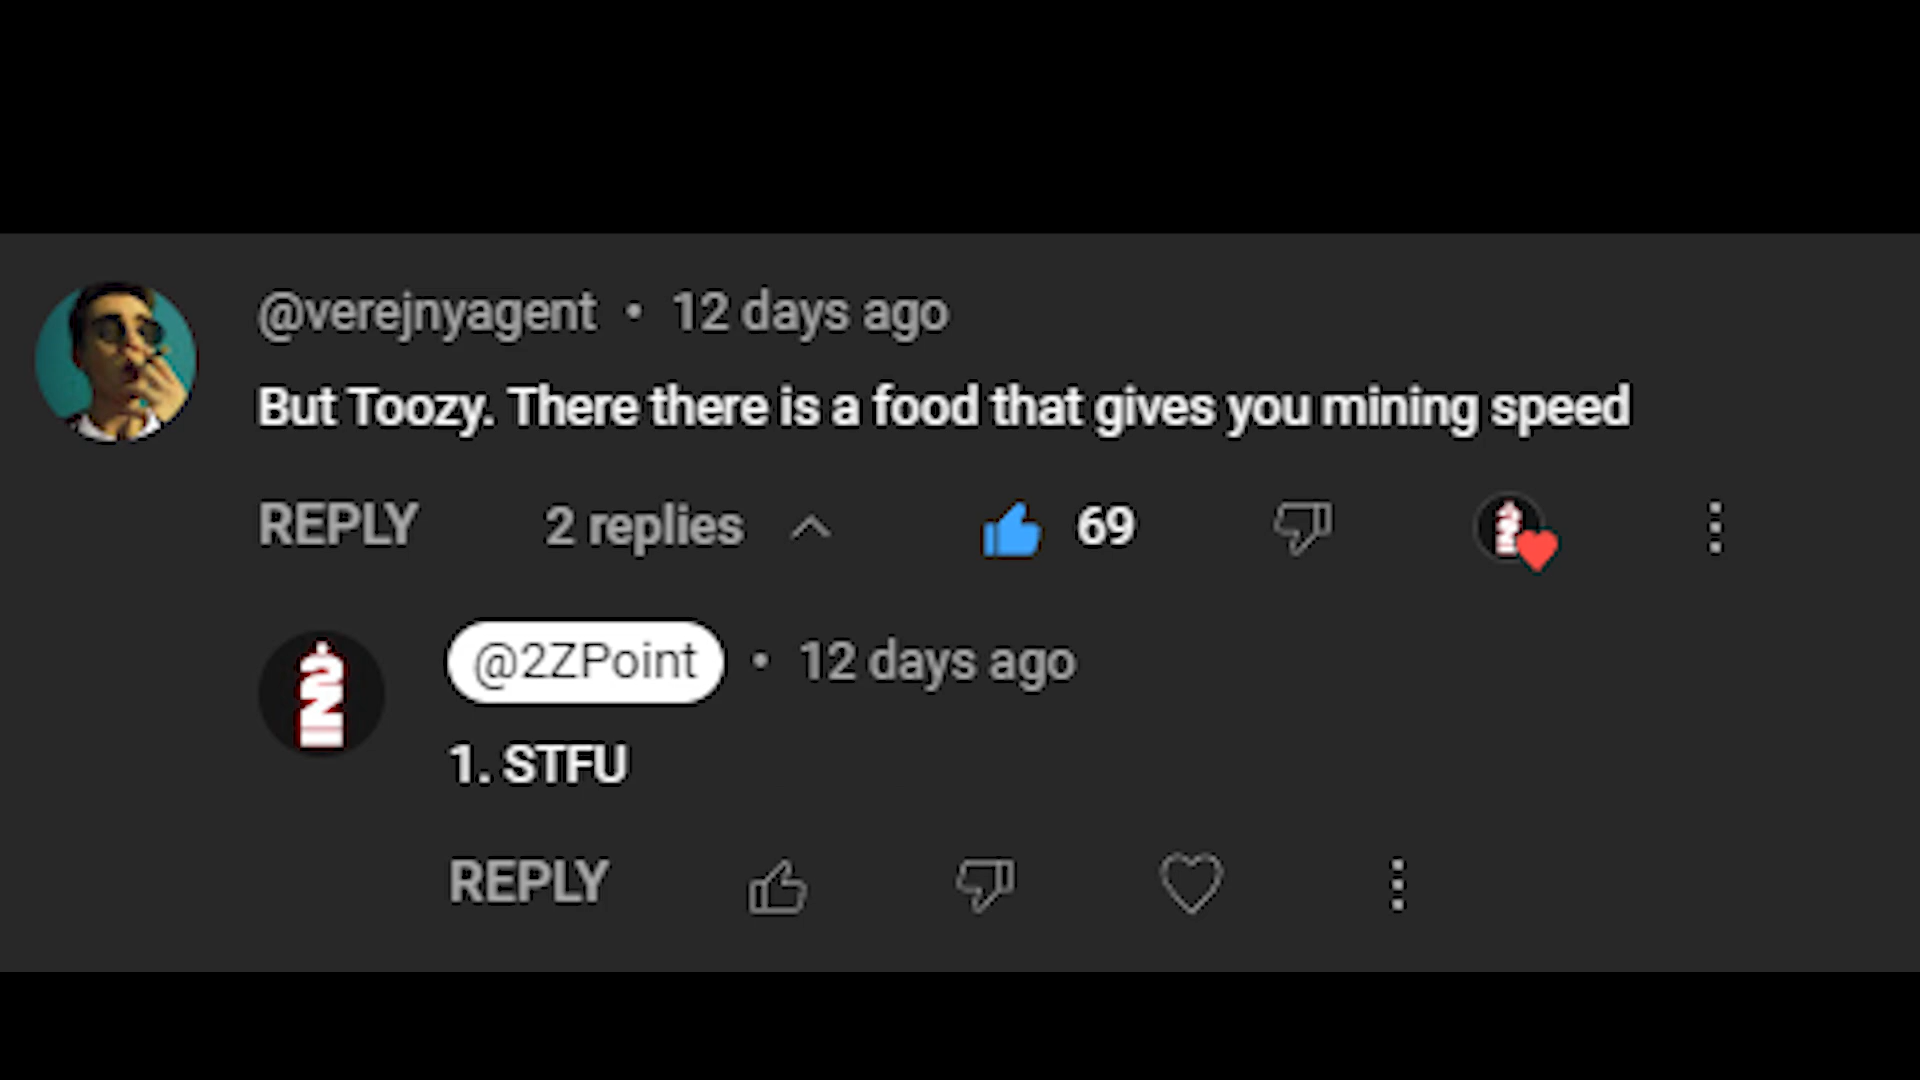 @verejnyagent • 12 days ago
But Toozy. There there is a food that gives you mining speed
REPLY 2 replies 69
@2ZPoint • 12 days ago
1. STFU
REPLY